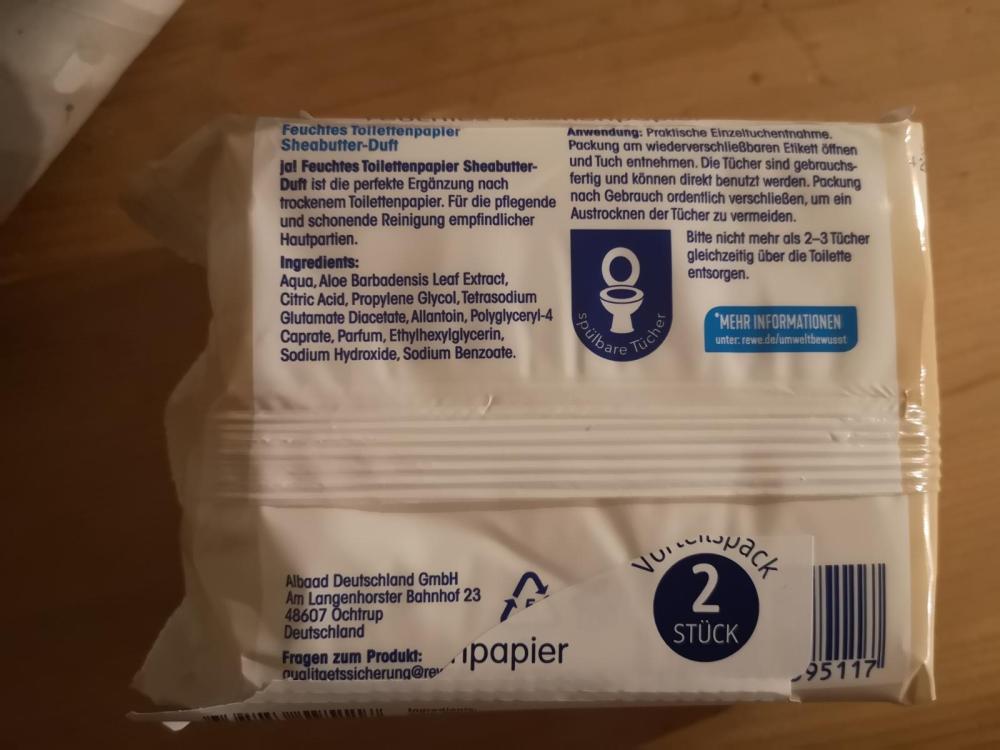 Feuchtes Toilettenpapier
Sheabutter-Duft
ja! Feuchtes Toilettenpapier Sheabutter-
Duft ist die perfekte Ergänzung nach
trockenem Toilettenpapier. Für die pflegende
und schonende Reinigung empfindlicher
Hautpartien.
Ingredients:
Aqua, Aloe Barbadensis Leaf Extract,
Citric Acid, Propylene Glycol, Tetrasodium
Glutamate Diacetate, Allantoin, Polyglyceryl-4
Caprate, Parfum, Ethylhexylglycerin,
Sodium Hydroxide, Sodium Benzoate.
Anwendung: Praktische Einzeltuchentnahme.
Packung am wiederverschließbaren Etikett öffnen
und Tuch entnehmen. Die Tücher sind gebrauchs-
fertig und können direkt benutzt werden. Packung
nach Gebrauch ordentlich verschließen, um ein
Austrocknen der Tücher zu vermeiden.
spülbare Tücher
Bitte nicht mehr als 2–3 Tücher
gleichzeitig über die Toilette
entsorgen.
*MEHR INFORMATIONEN
unter: rewe.de/umweltbewusst
Albaad Deutschland GmbH
Am Langenhorster Bahnhof 23
48607 Ochtrup
Deutschland
Fragen zum Produkt:
qualitaetssicherung@rew
npapier
Vorteilspack
2
STÜCK
95117
Ingredients: